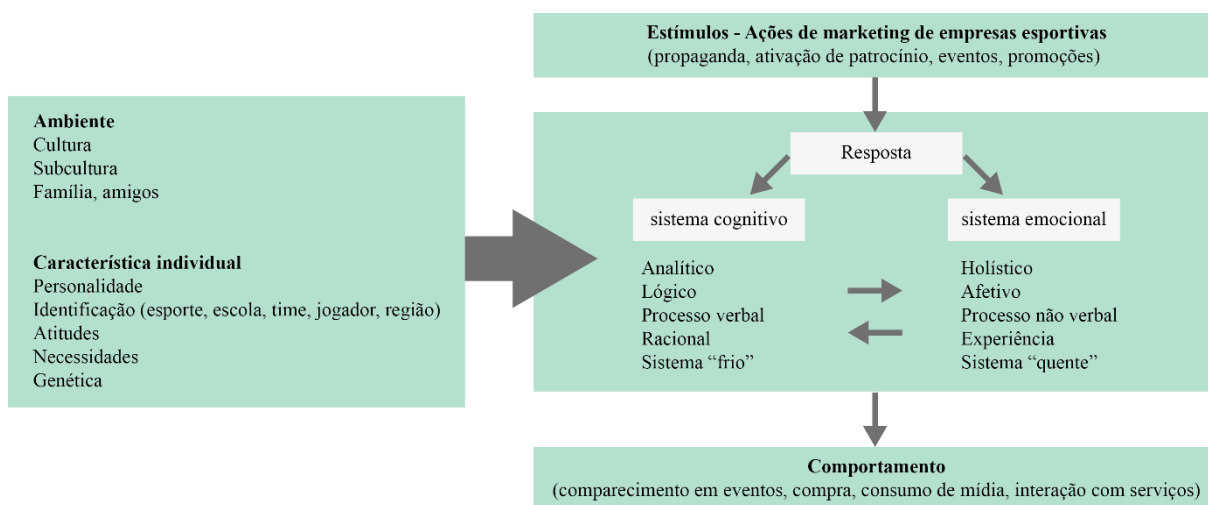 Estímulos - Ações de marketing de empresas esportivas
(propaganda, ativação de patrocínio, eventos, promoções)
Ambiente
Cultura
Subcultura
Família, amigos
Característica individual
Personalidade
Identificação (esporte, escola, time, jogador, região)
Atitudes
Necessidades
Genética
Resposta
sistema cognitivo
Analítico
Lógico
Processo verbal
Racional
Sistema “frio”
sistema emocional
Holístico
Afetivo
Processo não verbal
Experiência
Sistema “quente”
Comportamento
(comparecimento em eventos, compra, consumo de mídia, interação com serviços)